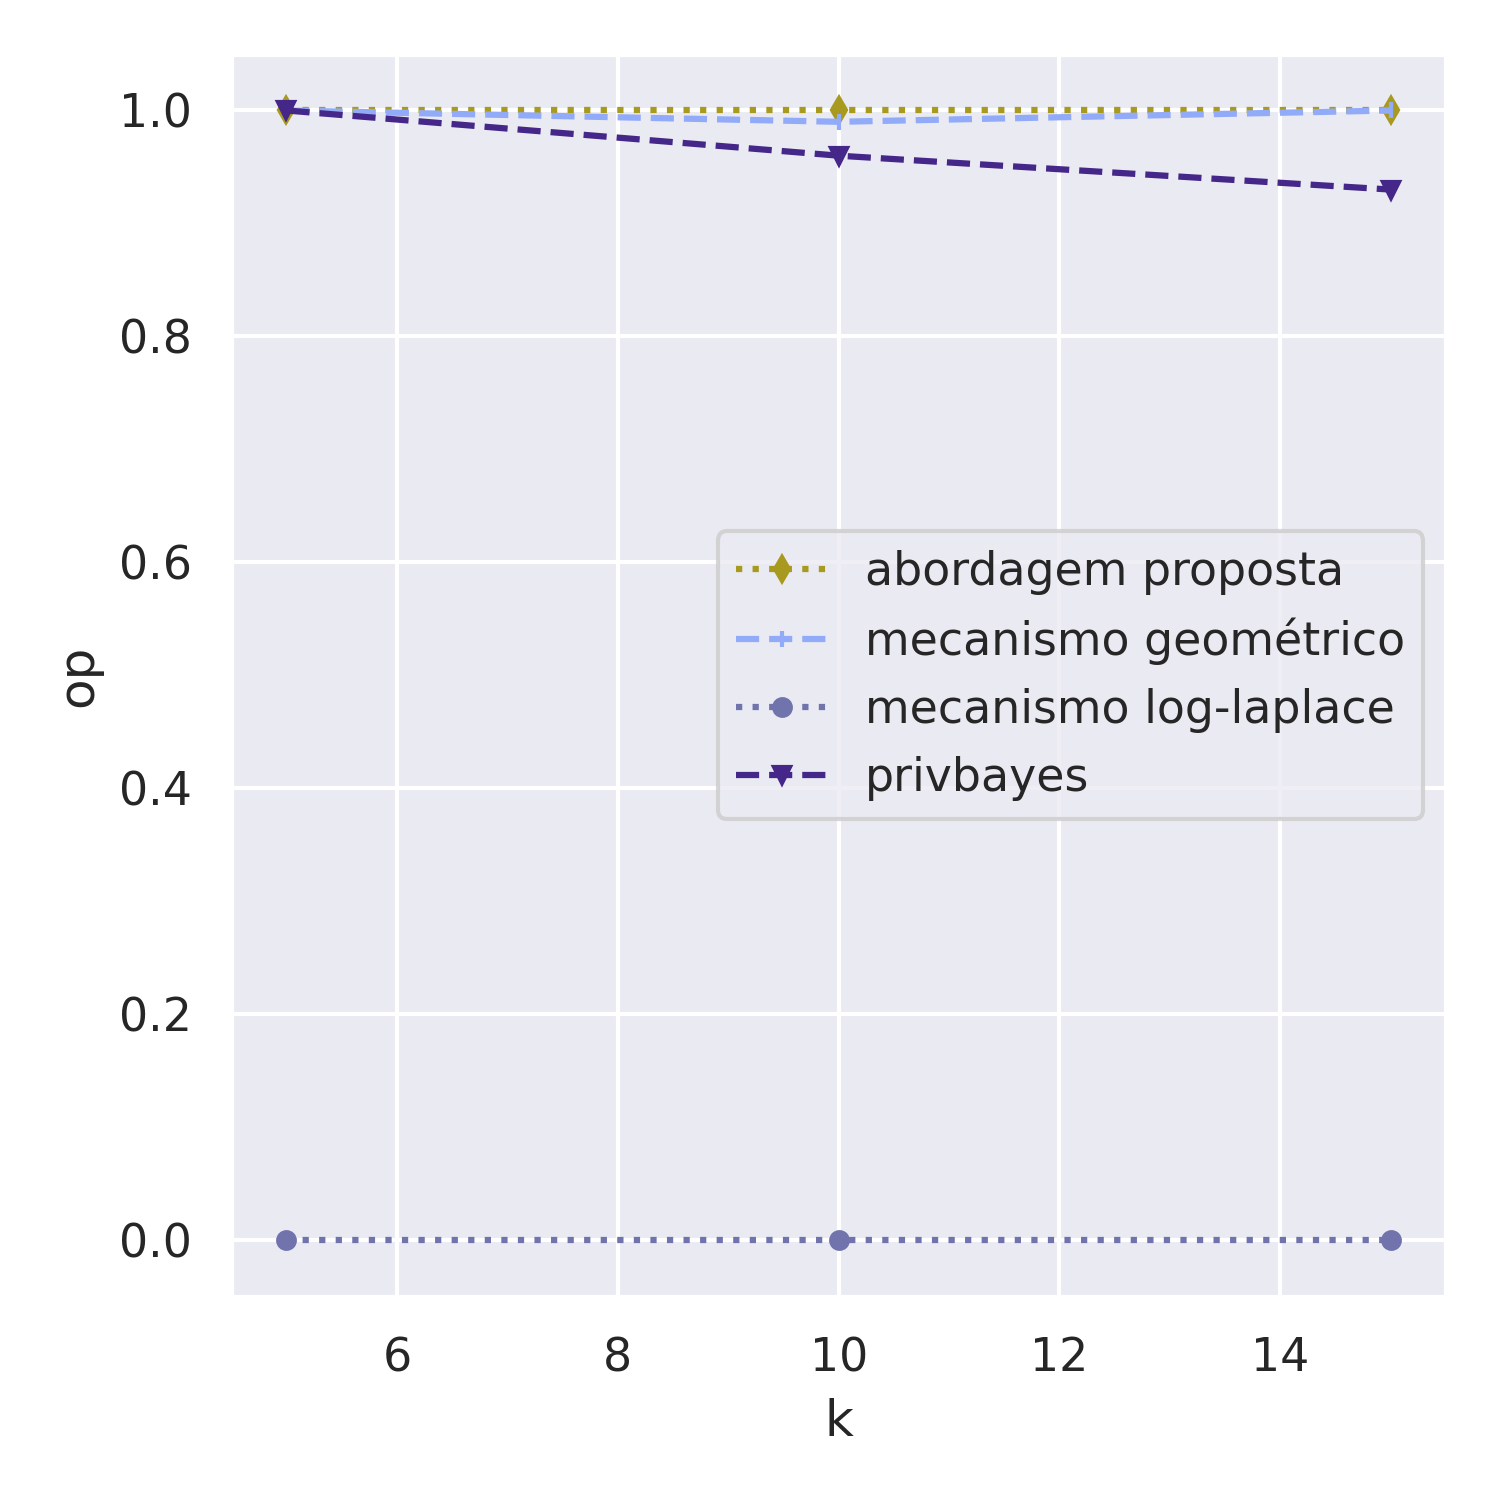 1.0
0.8
0.6
0.4
0.2
0.0
op
abordagem proposta
mecanismo geométrico
mecanismo log-laplace
privbayes
6 8 10 12 14
k